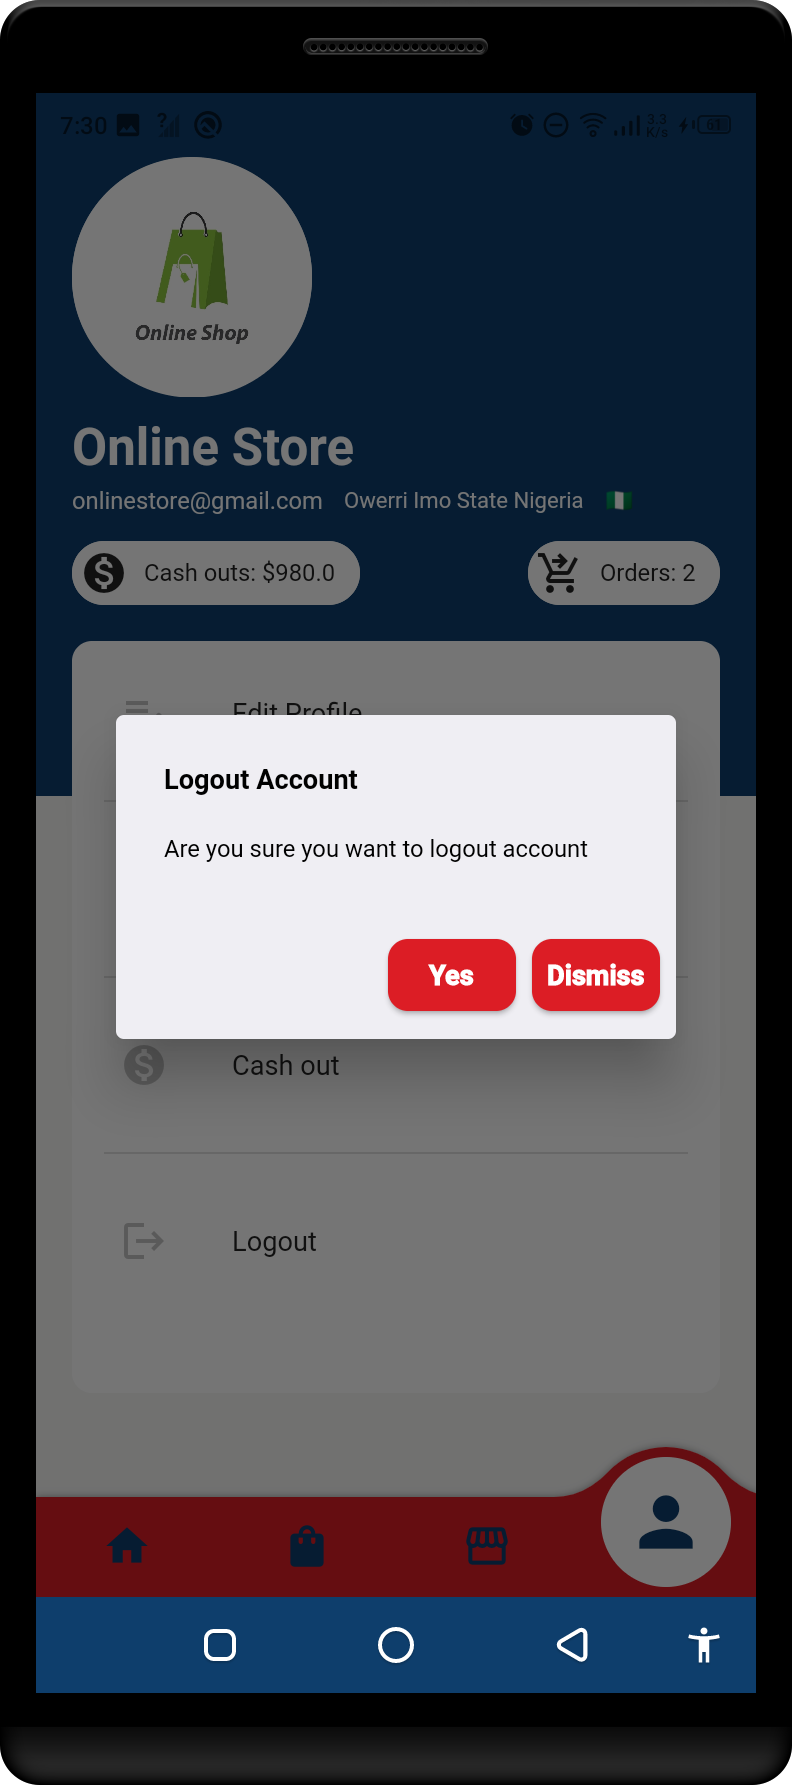 7:30 ? 3.3 K/s 61
Online Shop
Online Store
onlinestore@gmail.com Owerri Imo State Nigeria
Cash outs: $980.0 Orders: 2
Edit Profile
Logout Account
Are you sure you want to logout account
Yes Dismiss
Cash out
Logout